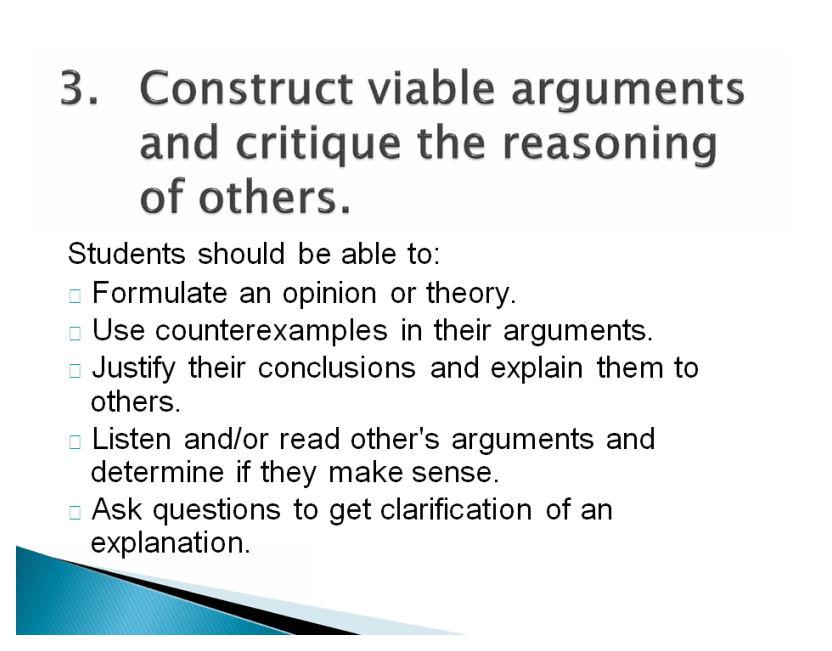 3. Construct viable arguments
and critique the reasoning
of others.
Students should be able to:
Formulate an opinion or theory.
Use counterexamples in their arguments.
Justify their conclusions and explain them to
others.
Listen and/or read other's arguments and
determine if they make sense.
Ask questions to get clarification of an
explanation.